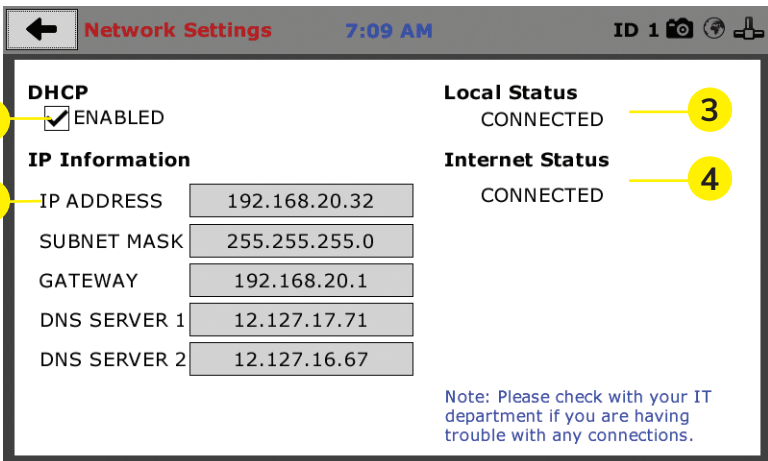 Network Settings 7:09 AM ID 1
DHCP
ENABLED
IP Information
IP ADDRESS 192.168.20.32
SUBNET MASK 255.255.255.0
GATEWAY 192.168.20.1
DNS SERVER 1 12.127.17.71
DNS SERVER 2 12.127.16.67
Local Status
CONNECTED
3
Internet Status
CONNECTED
4
Note: Please check with your IT
department if you are having
trouble with any connections.